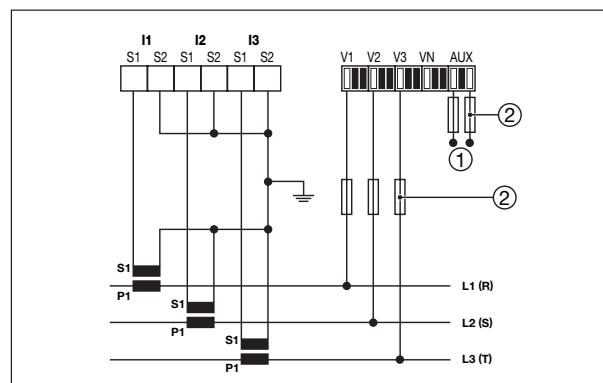 I1 I2 I3
S1 S2 S1 S2 S1 S2
V1 V2 V3 VN AUX
2
1
2
S1
P1
L1 (R)
S1
P1
L2 (S)
S1
P1
L3 (T)